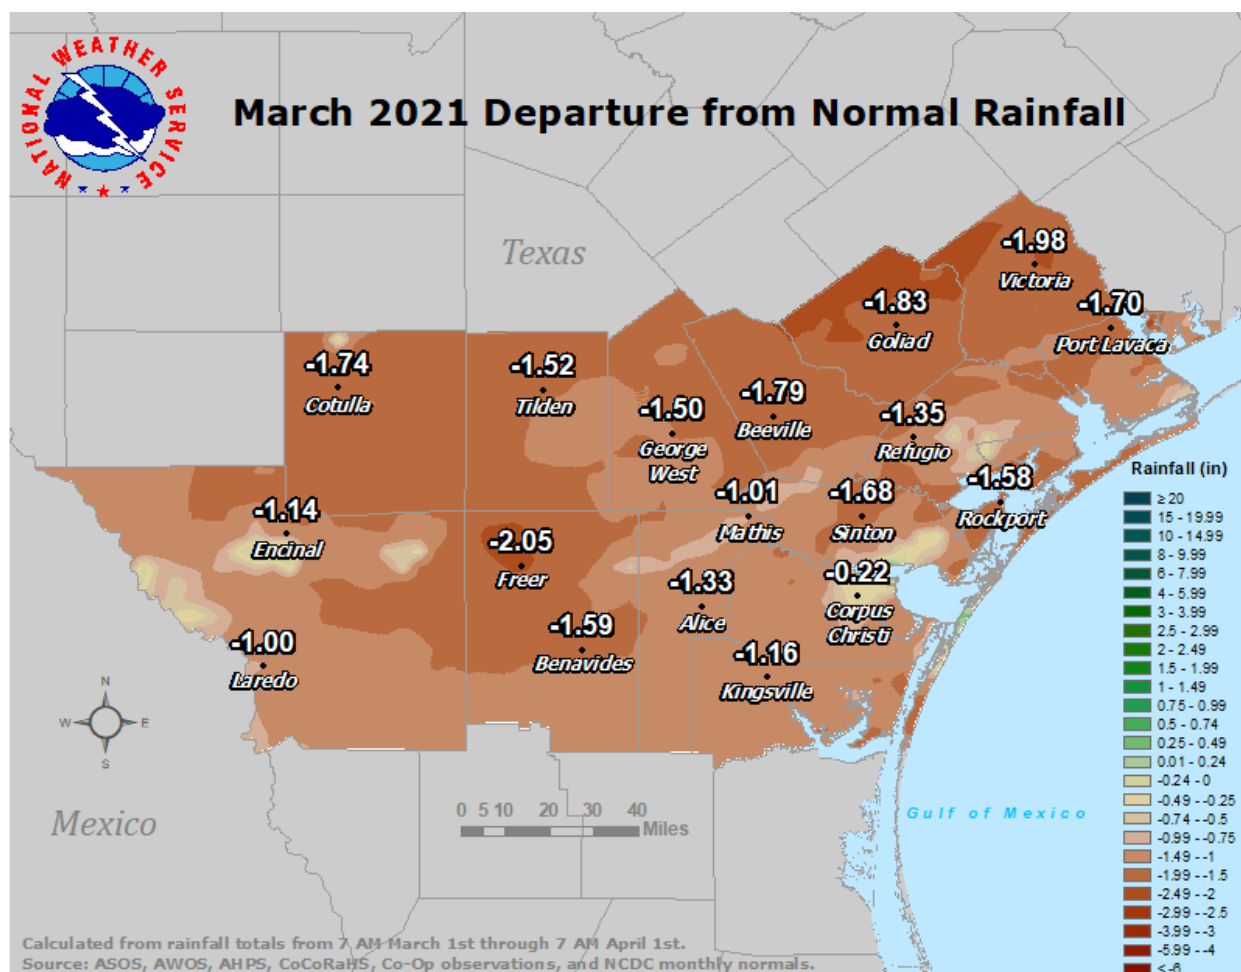 NATIONAL WEATHER SERVICE
March 2021 Departure from Normal Rainfall
Texas
-1.98
Victoria
-1.83
Goliad
-1.70
Port Lavaca
-1.74
Cotulla
-1.52
Tilden
-1.50
George
West
-1.79
Beeville
-1.35
Refugio
-1.58
Rockport
-1.14
Encinal
-2.05
Freer
-1.01
Mathis
-1.68
Sinton
-1.33
Alice
-0.22
Corpus
Christi
-1.00
Laredo
-1.59
Benavides
-1.16
Kingsville
N
W E
S
Mexico
0 5 10 20 30 40
Miles
Gulf of Mexico
Rainfall (in)
≥ 20
15 - 19.99
10 - 14.99
8 - 9.99
6 - 7.99
4 - 5.99
3 - 3.99
2.5 - 2.99
2 - 2.49
1.5 - 1.99
1 - 1.49
0.75 - 0.99
0.5 - 0.74
0.25 - 0.49
0.01 - 0.24
-0.24 - 0
-0.49 - -0.25
-0.74 - -0.5
-0.99 - -0.75
-1.49 - -1
-1.99 - -1.5
-2.49 - -2
-2.99 - -2.5
-3.99 - -3
-5.99 - -4
≤ -6
Calculated from rainfall totals from 7 AM March 1st through 7 AM April 1st.
Source: ASOS, AWOS, AHPS, CoCoRaHS, Co-Op observations, and NCDC monthly normals.